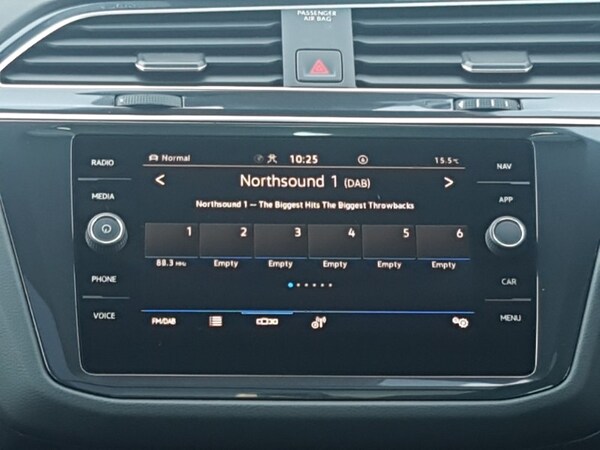 PASSENGER
AIR BAG
RADIO
MEDIA
PHONE
VOICE
Normal 10:25 15.5°C
< Northsound 1 (DAB) >
Northsound 1 — The Biggest Hits The Biggest Throwbacks
1 2 3 4 5 6
88.3 MHz Empty Empty Empty Empty Empty
FM/DAB
NAV
APP
CAR
MENU